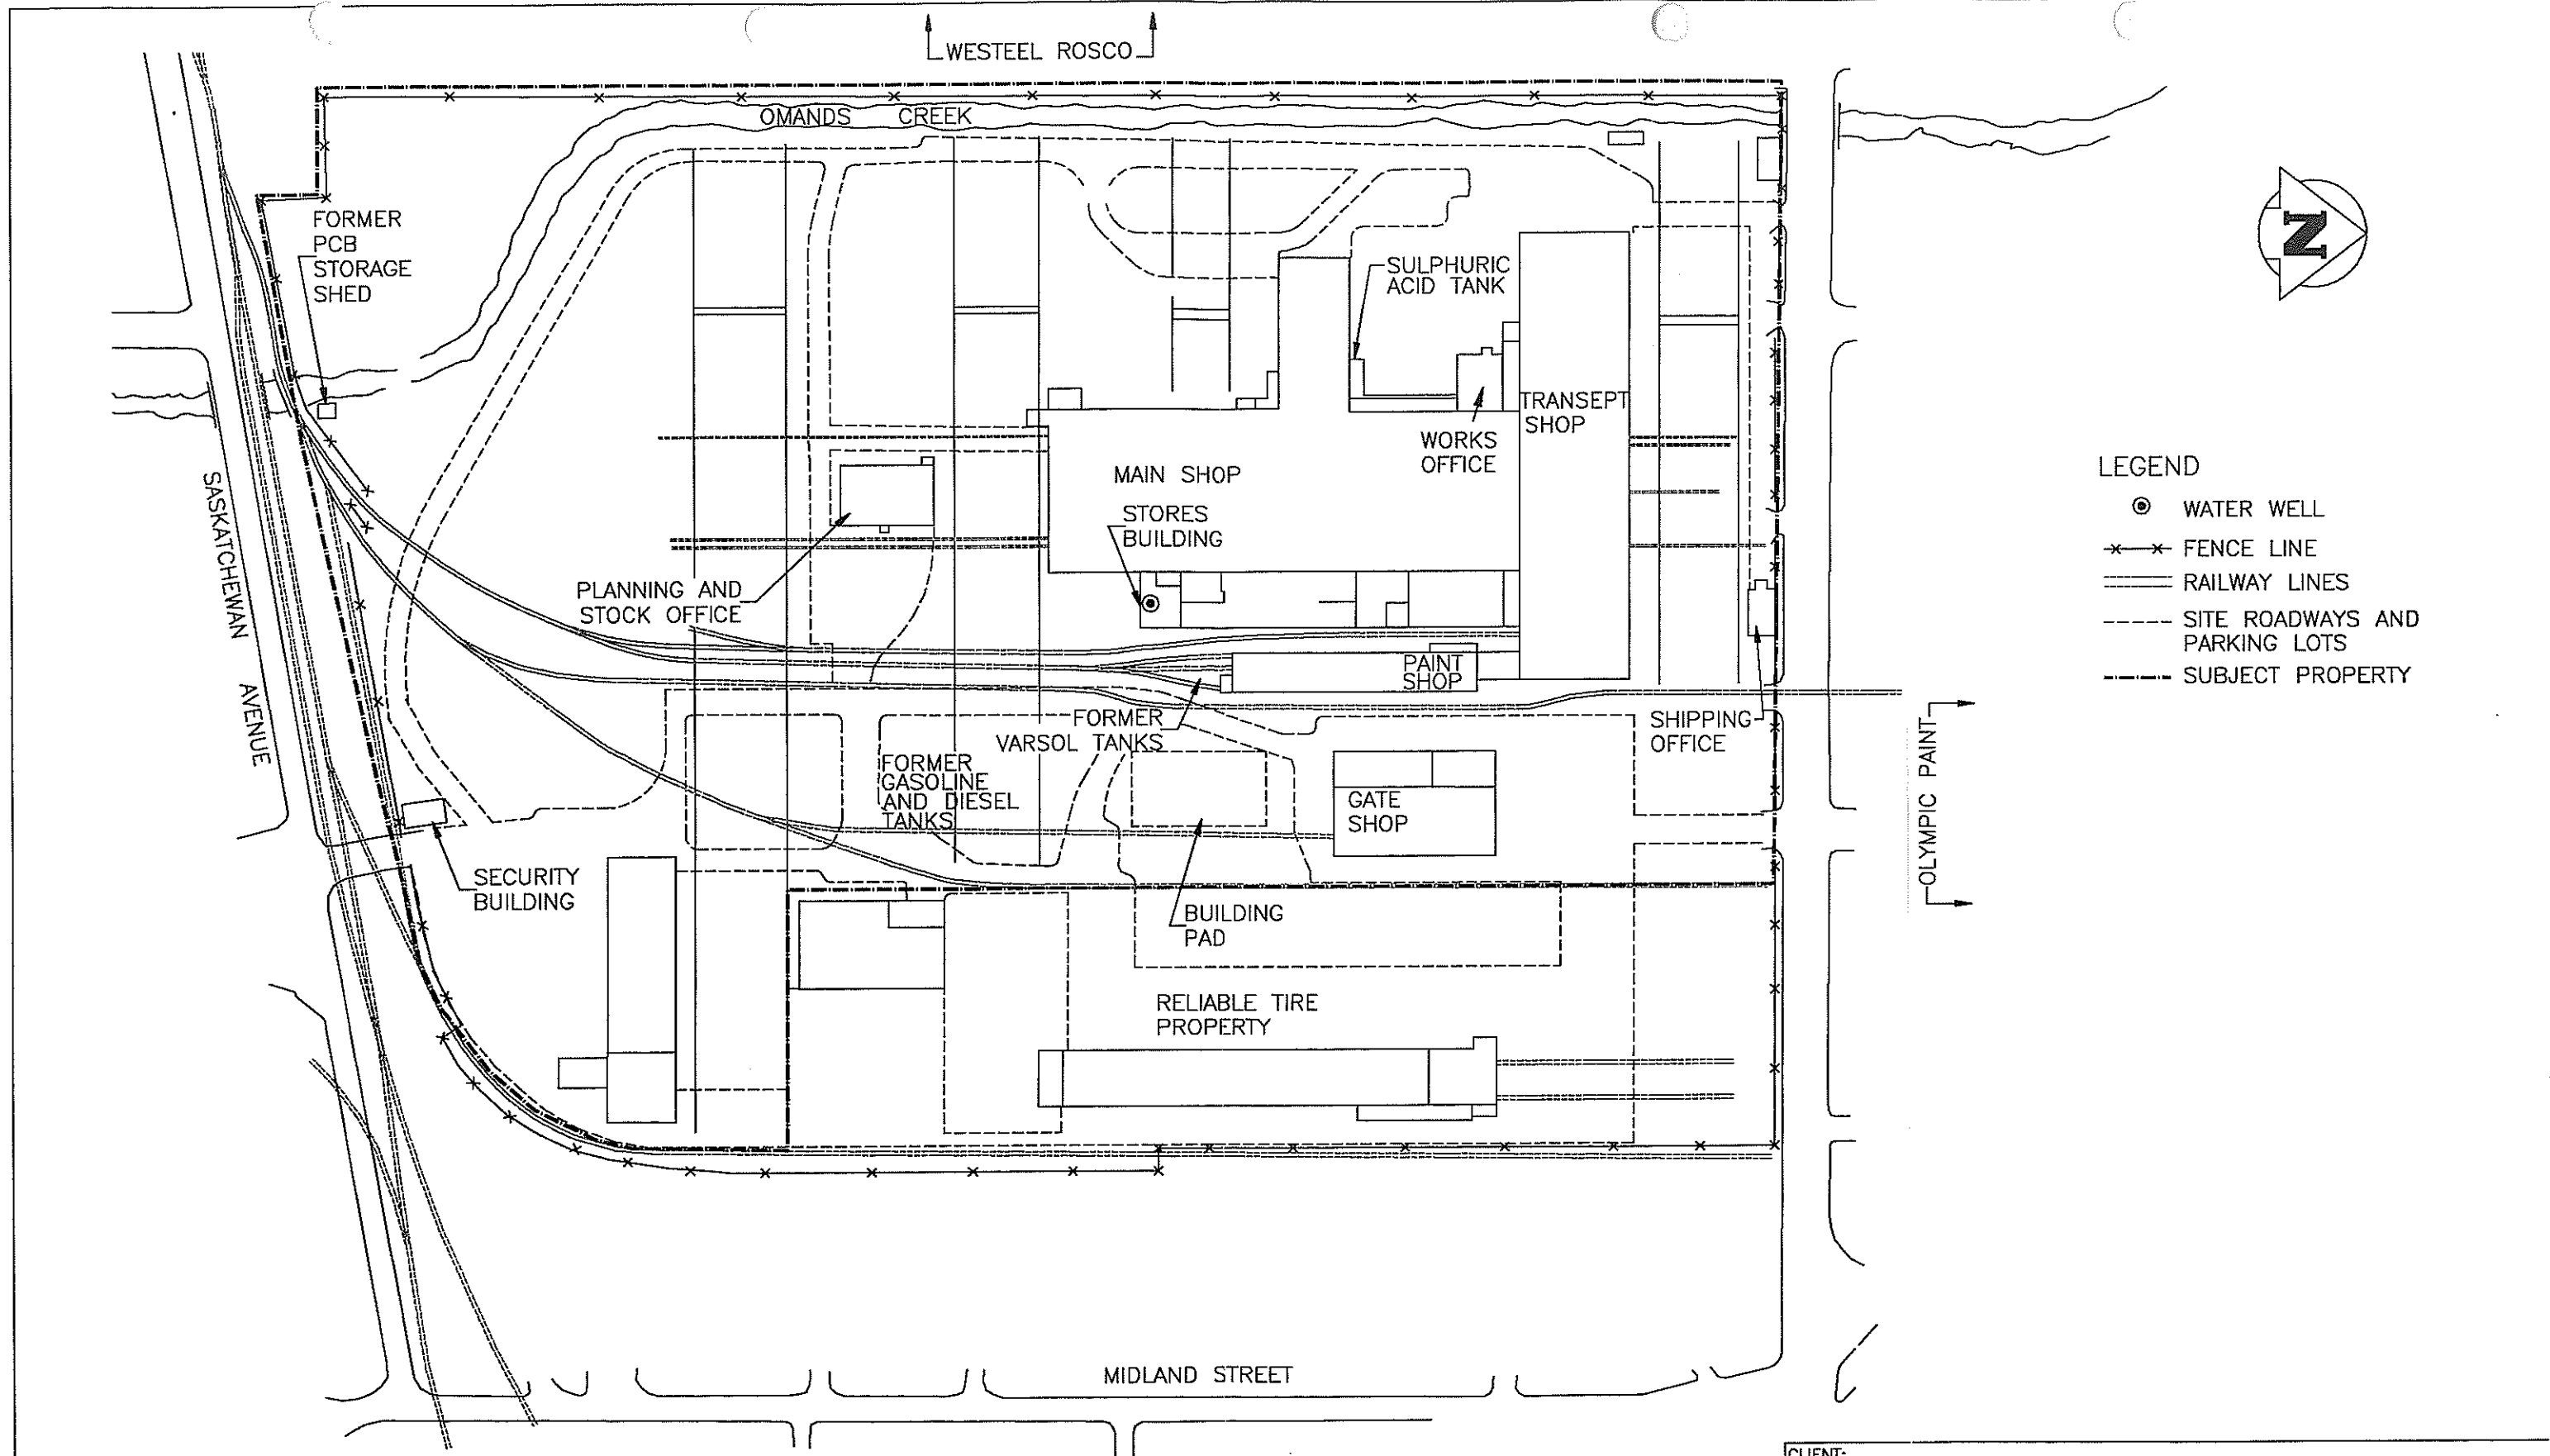 WESTEEL ROSCO
OMANDS CREEK
FORMER
PCB
STORAGE
SHED
N
SULPHURIC
ACID TANK
TRANSEPT
SHOP
WORKS
OFFICE
MAIN SHOP
STORES
BUILDING
SASKATCHEWAN AVENUE
PLANNING AND
STOCK OFFICE
PAINT
SHOP
FORMER
VARSOL TANKS
SHIPPING
OFFICE
FORMER
GASOLINE
AND DIESEL
TANKS
GATE
SHOP
OLYMPIC PAINT
SECURITY
BUILDING
BUILDING
PAD
RELIABLE TIRE
PROPERTY
MIDLAND STREET
LEGEND
WATER WELL
FENCE LINE
RAILWAY LINES
SITE ROADWAYS AND
PARKING LOTS
SUBJECT PROPERTY
CLIENT: